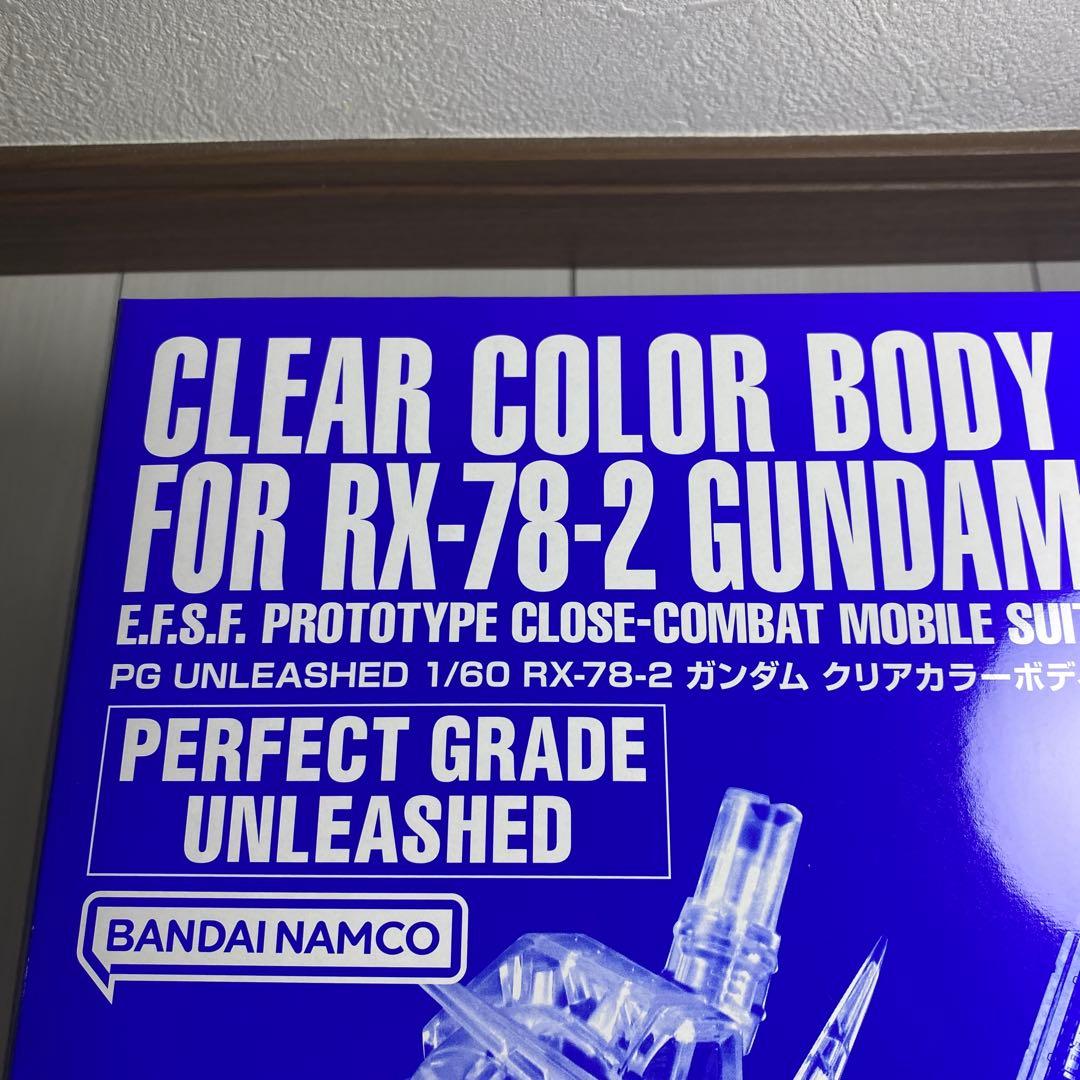 CLEAR COLOR BODY
FOR RX-78-2 GUNDAM
E.F.S.F. PROTOTYPE CLOSE-COMBAT MOBILE SUIT
PG UNLEASHED 1/60 RX-78-2 ガンダム クリアカラーボディ
PERFECT GRADE
UNLEASHED
BANDAI NAMCO